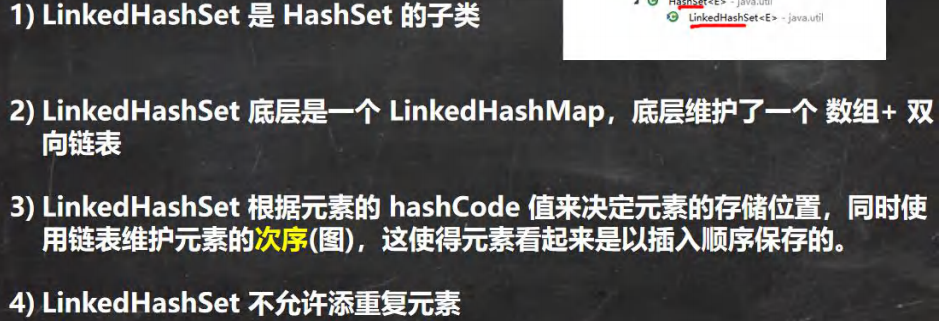 HashSet<E> - java.util
1) LinkedHashSet 是 HashSet 的子类
LinkedHashSet<E> - java.util
2) LinkedHashSet 底层是一个 LinkedHashMap，底层维护了一个 数组+ 双
向链表
3) LinkedHashSet 根据元素的 hashCode 值来决定元素的存储位置，同时使
用链表维护元素的次序(图)，这使得元素看起来是以插入顺序保存的。
4) LinkedHashSet 不允许添重复元素